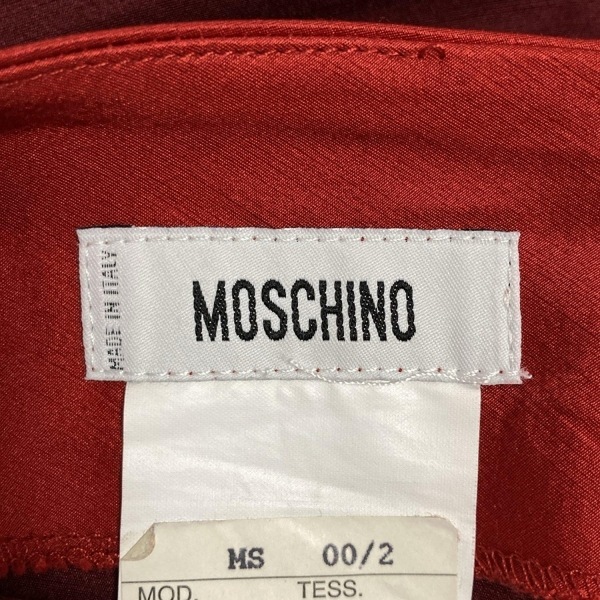 MADE IN ITALY
MOSCHINO
MS 00/2
MOD. TESS.